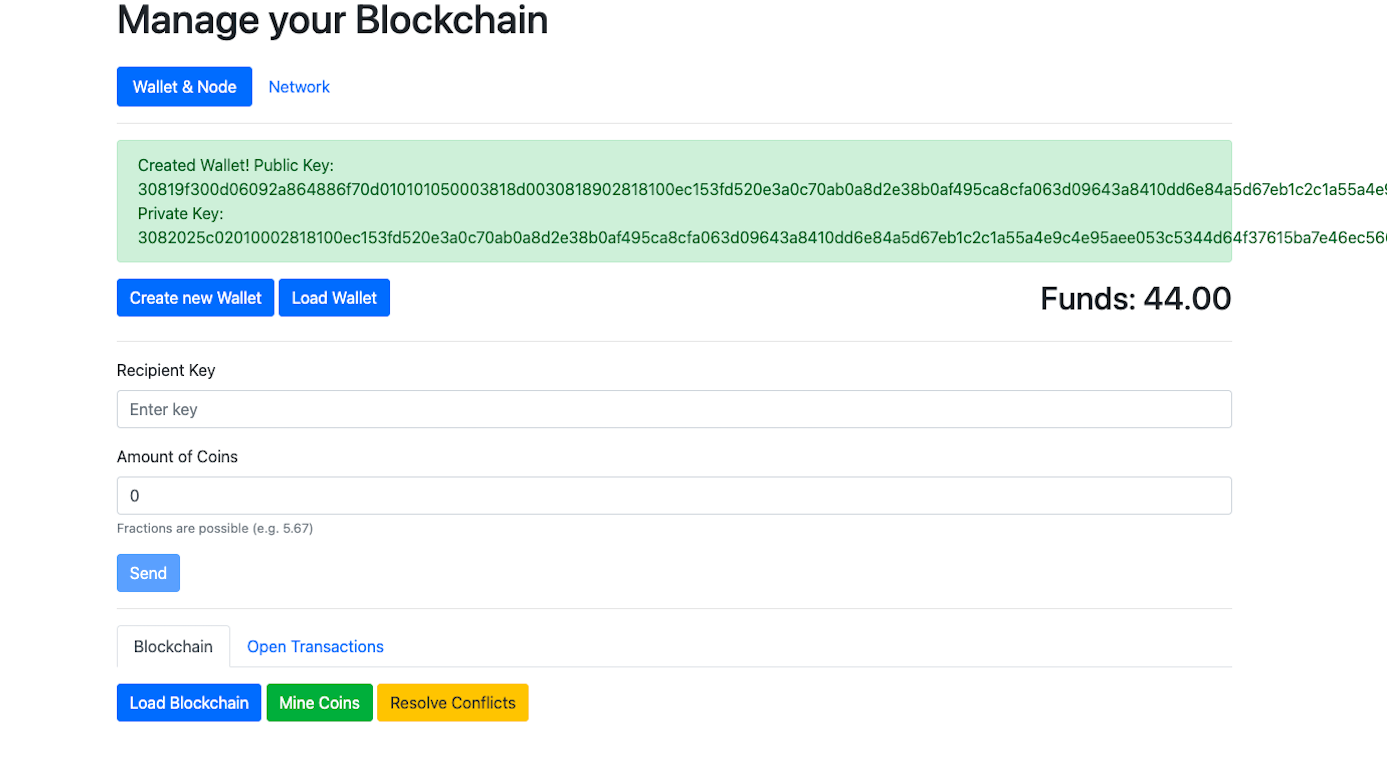 Manage your Blockchain
Wallet & Node Network
Created Wallet! Public Key:
30819f300d06092a864886f70d010101050003818d0030818902818100ec153fd520e3a0c70ab0a8d2e38b0af495ca8cfa063d09643a8410dd6e84a5d67eb1c2c1a55a4e9
Private Key:
3082025c02010002818100ec153fd520e3a0c70ab0a8d2e38b0af495ca8cfa063d09643a8410dd6e84a5d67eb1c2c1a55a4e9c4e95aee053c5344d64f37615ba7e46ec56
Create new Wallet Load Wallet Funds: 44.00
Recipient Key
Enter key
Amount of Coins
0
Fractions are possible (e.g. 5.67)
Send
Blockchain Open Transactions
Load Blockchain Mine Coins Resolve Conflicts